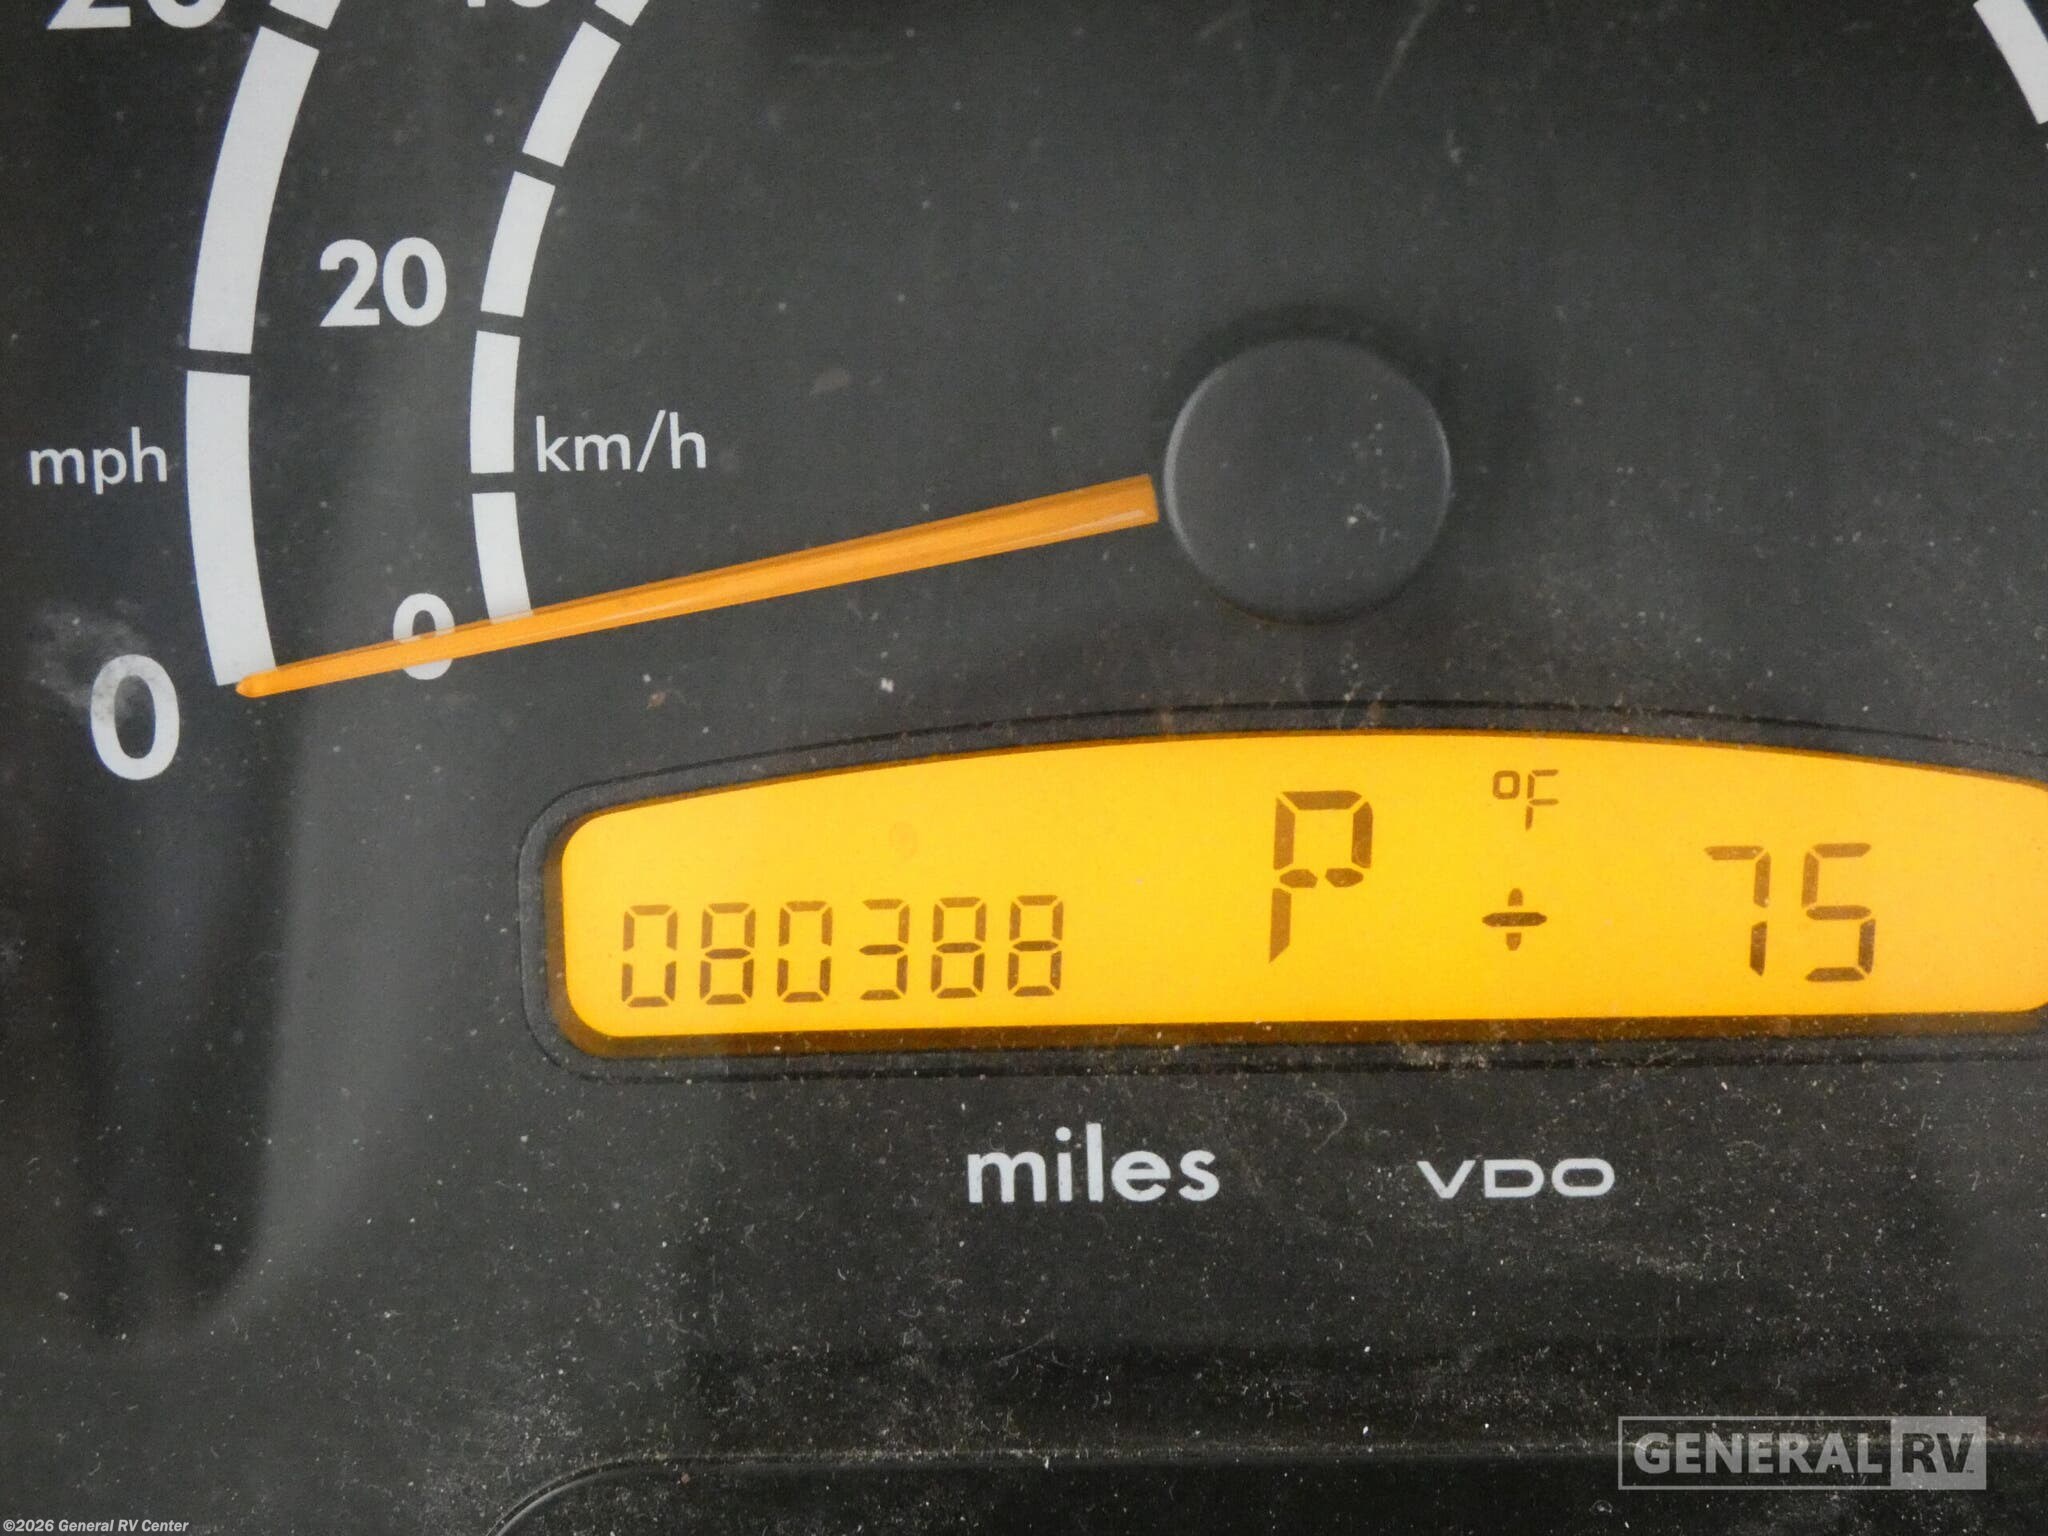 20
mph
km/h
0
0
°F
080388 P ÷ 75
miles
VDO
GENERAL RV
©2026 General RV Center